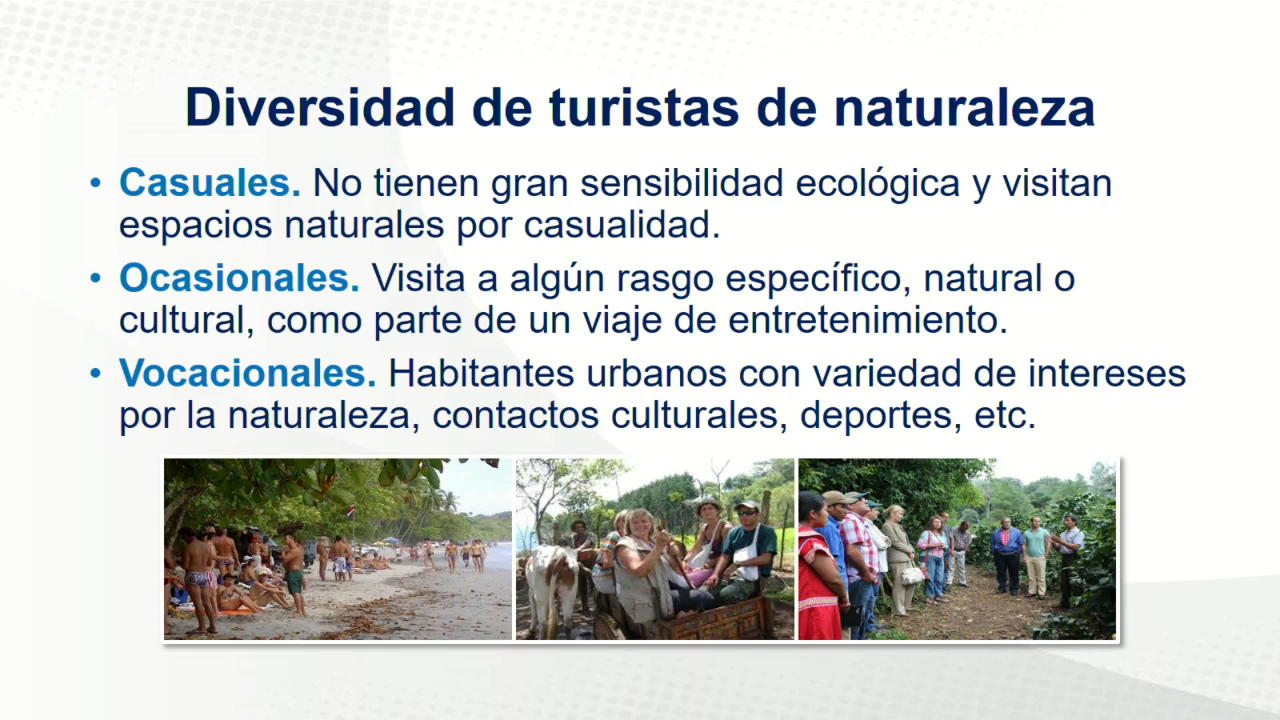 Diversidad de turistas de naturaleza
• Casuales. No tienen gran sensibilidad ecológica y visitan
espacios naturales por casualidad.
• Ocasionales. Visita a algún rasgo específico, natural o
cultural, como parte de un viaje de entretenimiento.
• Vocacionales. Habitantes urbanos con variedad de intereses
por la naturaleza, contactos culturales, deportes, etc.